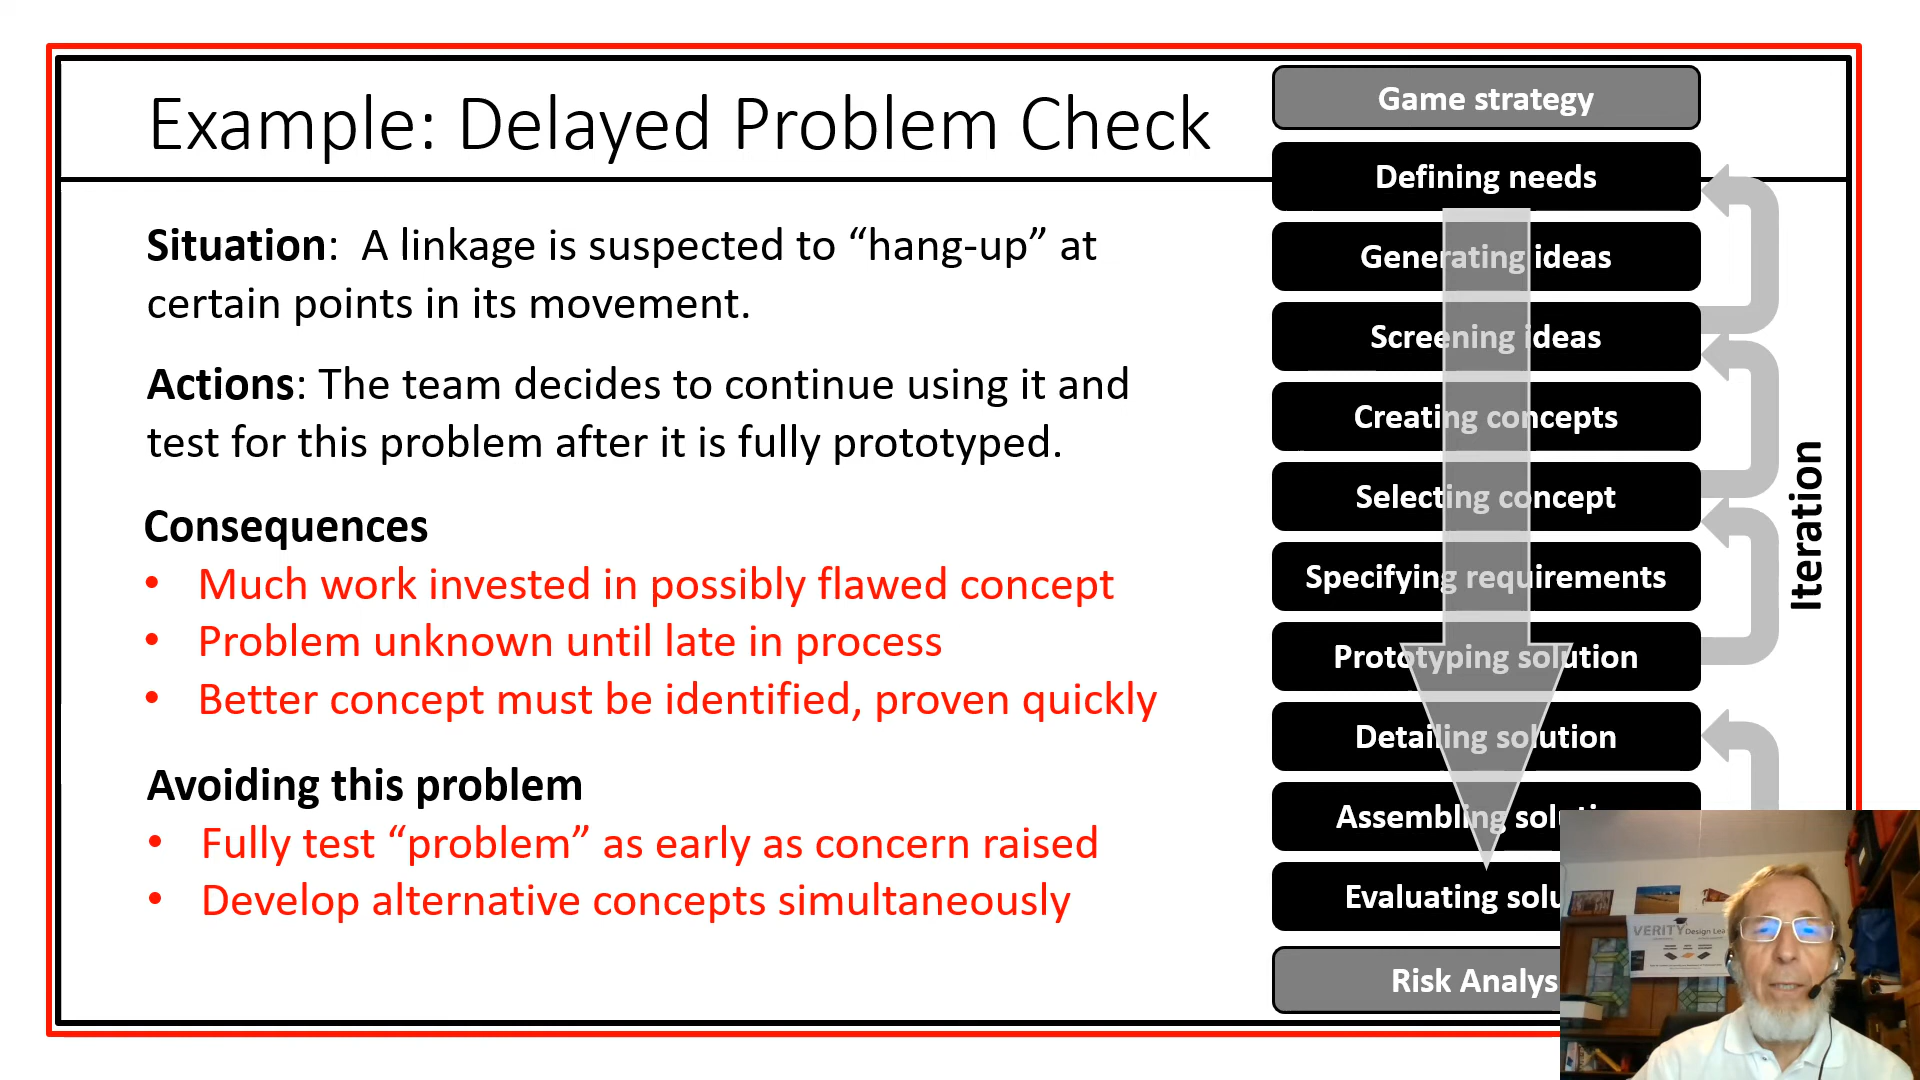 Example: Delayed Problem Check
Situation: A linkage is suspected to “hang-up” at
certain points in its movement.
Actions: The team decides to continue using it and
test for this problem after it is fully prototyped.
Consequences
• Much work invested in possibly flawed concept
• Problem unknown until late in process
• Better concept must be identified, proven quickly
Avoiding this problem
• Fully test “problem” as early as concern raised
• Develop alternative concepts simultaneously
Game strategy
Defining needs
Generating ideas
Screening ideas
Creating concepts
Selecting concept
Specifying requirements
Prototyping solution
Detailing solution
Assembling
Evaluating
Risk
Iteration
VERITY Design